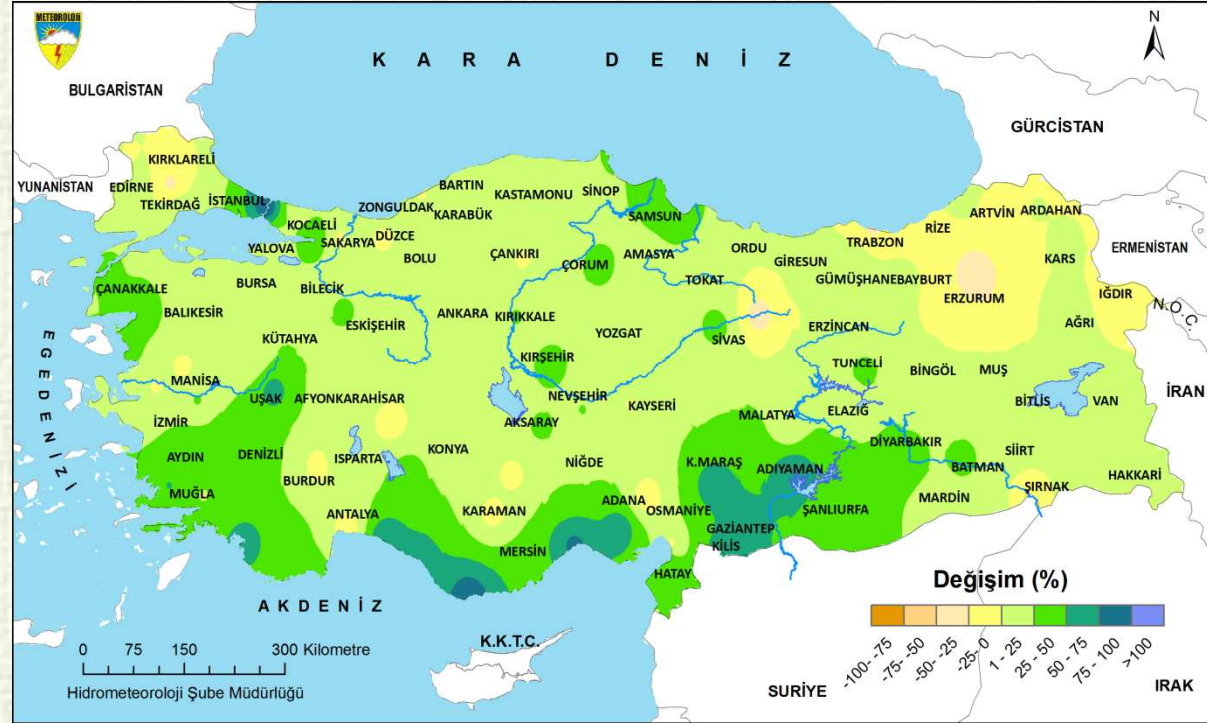 METEOROLOJİ
N
KARA DENİZ
BULGARİSTAN
GÜRCİSTAN
YUNANİSTAN
ERMENİSTAN
N.O.C.
İRAN
IRAK
SURİYE
K.K.T.C.
AKDENİZ
EGE DENİZİ
KIRKLARELİ
EDİRNE
TEKİRDAĞ
İSTANBUL
KOCAELİ
YALOVA
SAKARYA
DÜZCE
ZONGULDAK
BARTIN
KARABÜK
KASTAMONU
SİNOP
SAMSUN
BOLU
ÇANKIRI
ÇORUM
AMASYA
ORDU
TOKAT
GİRESUN
TRABZON
RİZE
ARTVİN
ARDAHAN
KARS
GÜMÜŞHANE
BAYBURT
ERZURUM
IĞDIR
AĞRI
ÇANAKKALE
BALIKESİR
BURSA
BİLECİK
ESKİŞEHİR
ANKARA
KIRIKKALE
YOZGAT
SİVAS
ERZİNCAN
TUNCELİ
BİNGÖL
MUŞ
BİTLİS
VAN
KÜTAHYA
MANİSA
UŞAK
AFYONKARAHİSAR
KIRŞEHİR
NEVŞEHİR
KAYSERİ
AKSARAY
MALATYA
ELAZIĞ
DİYARBAKIR
BATMAN
SİİRT
ŞIRNAK
HAKKARİ
İZMİR
AYDIN
DENİZLİ
ISPARTA
BURDUR
KONYA
NİĞDE
K.MARAŞ
ADIYAMAN
MARDİN
ŞANLIURFA
MUĞLA
ANTALYA
KARAMAN
MERSİN
ADANA
OSMANİYE
GAZİANTEP
KİLİS
HATAY
Değişim (%)
-100- -75
-75- -50
-50- -25
-25- 0
1 - 25
25 - 50
50 - 75
75 - 100
>100
0 75 150 300 Kilometre
Hidrometeoroloji Şube Müdürlüğü